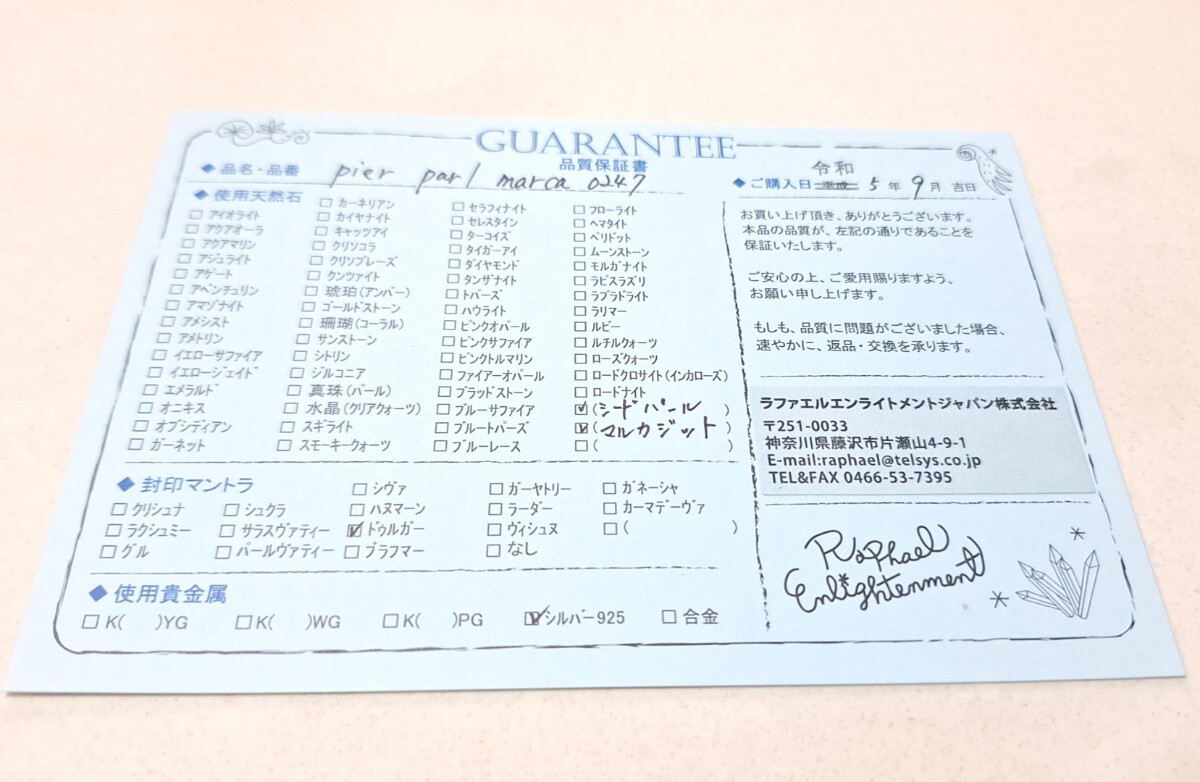 GUARANTEE
品質保証書
◆ 品名・品番 pier parl marca 0247
令和
◆ ご購入日 平成 5 年 9 月 吉日
◆ 使用天然石
□ アイオライト
□ アクアオーラ
□ アクアマリン
□ アジュライト
□ アゲート
□ アベンチュリン
□ アマゾナイト
□ アメシスト
□ アメトリン
□ イエローサファイア
□ イエロージェイド
□ エメラルド
□ オニキス
□ オブシディアン
□ ガーネット
□ カーネリアン
□ カイヤナイト
□ キャッツアイ
□ クリソコラ
□ クリソプレーズ
□ クンツァイト
□ 琥珀(アンバー)
□ ゴールドストーン
□ 珊瑚(コーラル)
□ サンストーン
□ シトリン
□ ジルコニア
□ 真珠(パール)
□ 水晶(クリアクォーツ)
□ スギライト
□ スモーキークォーツ
□ セラフィナイト
□ セレスタイン
□ ターコイズ
□ タイガーアイ
□ ダイヤモンド
□ タンザナイト
□ トパーズ
□ ハウライト
□ ピンクオパール
□ ピンクサファイア
□ ピンクトルマリン
□ ファイアーオパール
□ ブラッドストーン
□ ブルーサファイア
□ ブルートパーズ
□ ブルーレース
□ フローライト
□ ヘマタイト
□ ペリドット
□ ムーンストーン
□ モルガナイト
□ ラピスラズリ
□ ラブラドライト
□ ラリマー
□ ルビー
□ ルチルクォーツ
□ ローズクォーツ
□ ロードクロサイト(インカローズ)
□ ロードナイト
☑ (シードパール)
☑ (マルカジット)
□ ( )
◆ 封印マントラ
□ クリシュナ
□ ラクシュミー
□ グル
□ シュクラ
□ サラスヴァティー
□ パールヴァティー
□ シヴァ
□ ハヌマーン
☑ ドゥルガー
□ ブラフマー
□ ガーヤトリー
□ ラーダー
□ ヴィシュヌ
□ なし
□ ガネーシャ
□ カーマデーヴァ
□ ( )
◆ 使用貴金属
□ K( )YG □ K( )WG □ K( )PG ☑ シルバー925 □ 合金
お買い上げ頂き、ありがとうございます。
本品の品質が、左記の通りであることを
保証いたします。
ご安心の上、ご愛用賜りますよう、
お願い申し上げます。
もしも、品質に問題がございました場合、
速やかに、返品・交換を承ります。
ラファエルエンライトメントジャパン株式会社
〒251-0033
神奈川県藤沢市片瀬山4-9-1
E-mail:raphael@telsys.co.jp
TEL&FAX 0466-53-7395
Raphael
Enlightenment